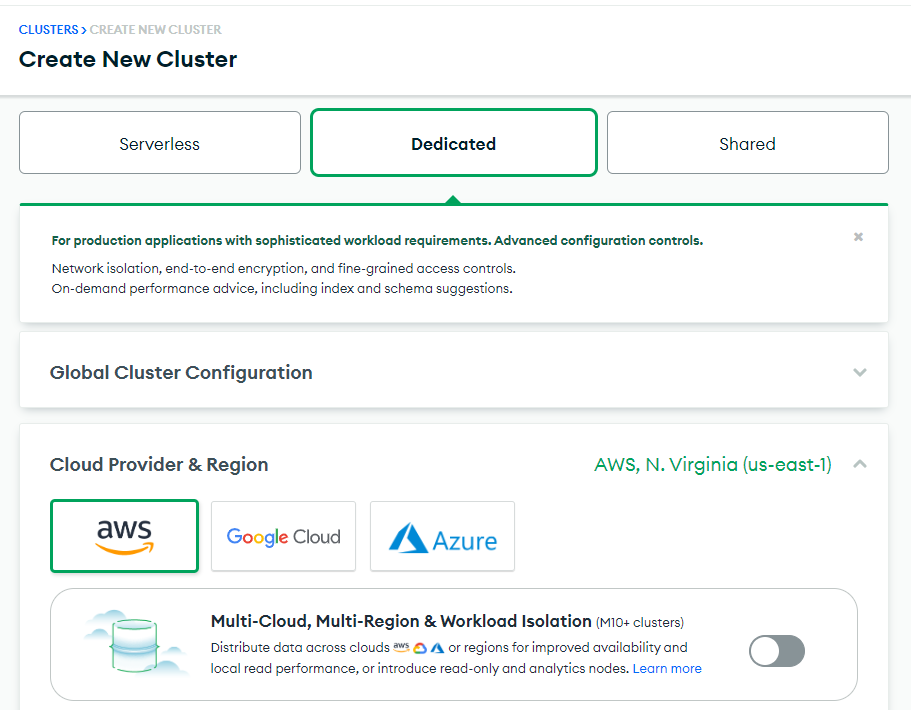 CLUSTERS > CREATE NEW CLUSTER
Create New Cluster
Serverless
Dedicated
Shared
For production applications with sophisticated workload requirements. Advanced configuration controls.
Network isolation, end-to-end encryption, and fine-grained access controls.
On-demand performance advice, including index and schema suggestions.
Global Cluster Configuration
Cloud Provider & Region
AWS, N. Virginia (us-east-1)
aws
Google Cloud
Azure
Multi-Cloud, Multi-Region & Workload Isolation (M10+ clusters)
Distribute data across clouds aws or regions for improved availability and
local read performance, or introduce read-only and analytics nodes. Learn more